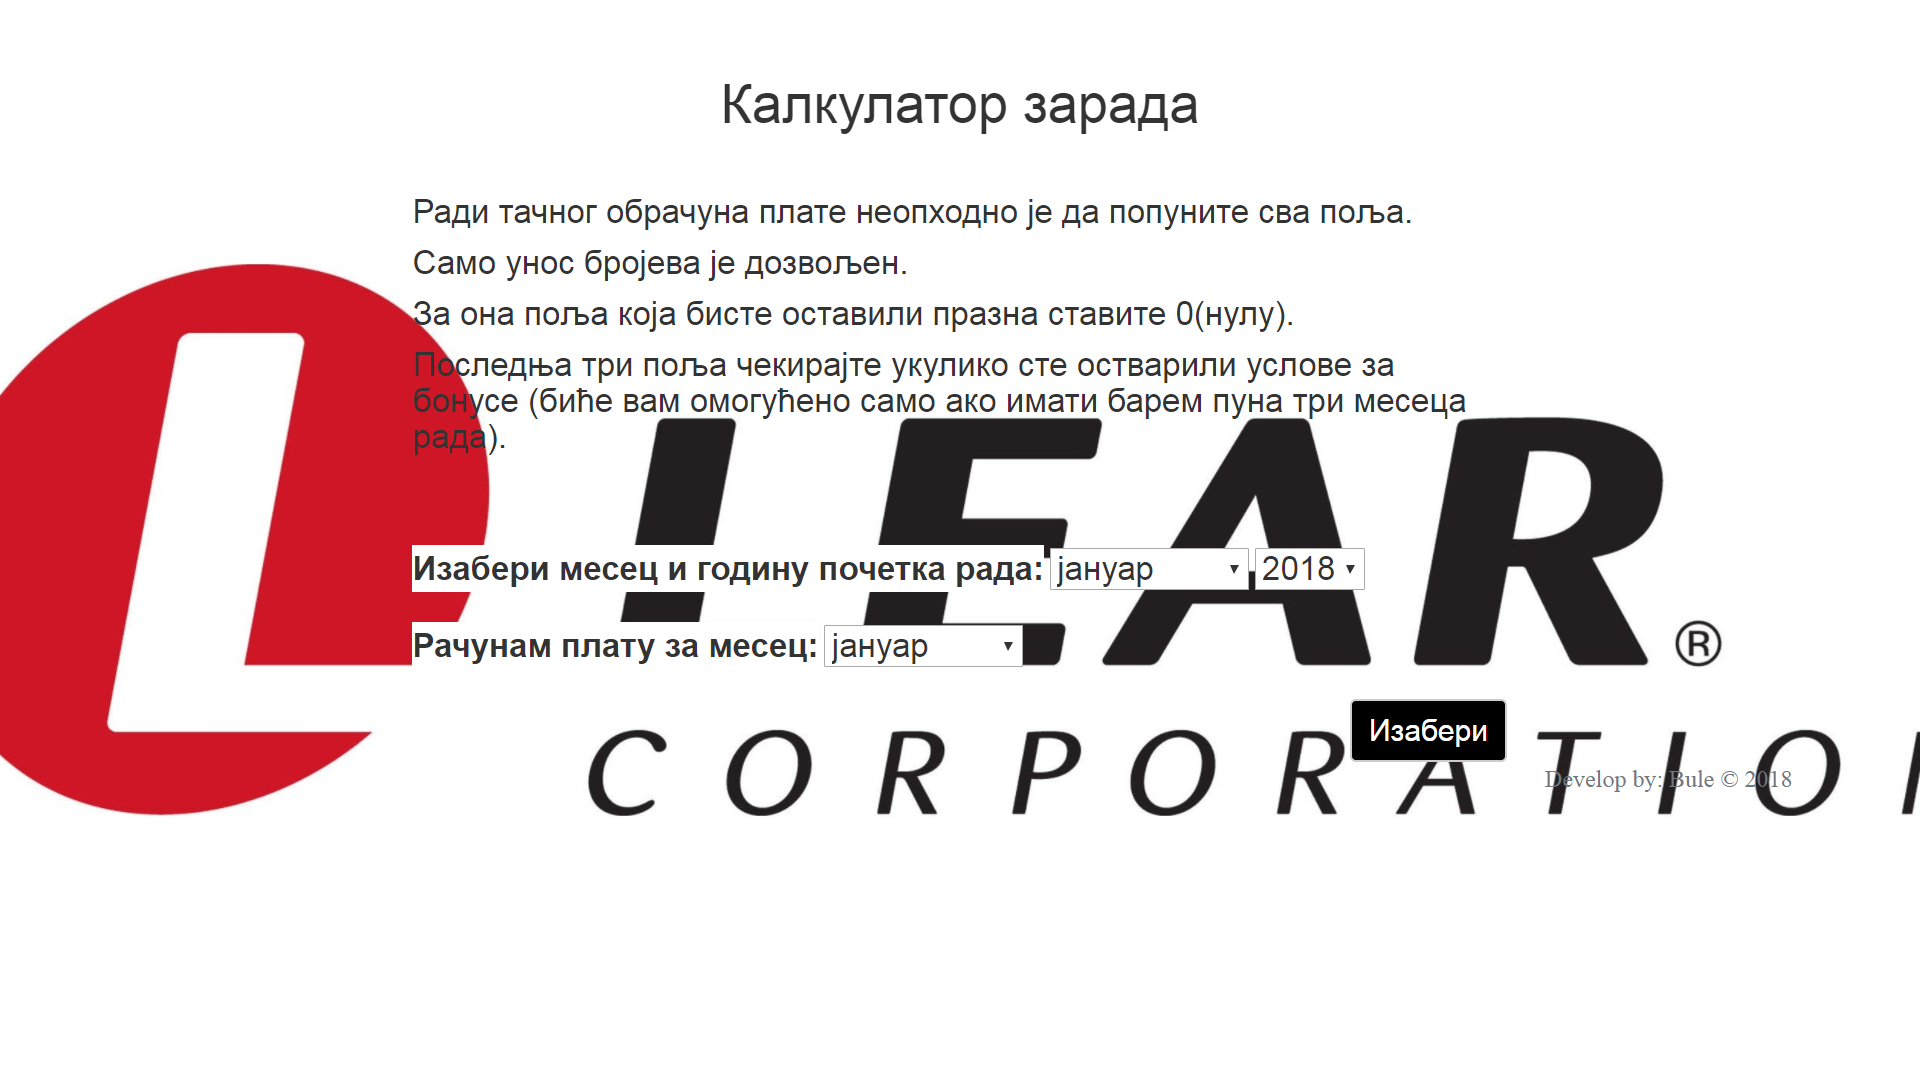 Калкулатор зарада
Ради тачног обрачуна плате неопходно је да попуните сва поља.
Само унос бројева је дозвољен.
За она поља која бисте оставили празна ставите 0(нулу).
Последња три поља чекирајте укулико сте остварили услове за
бонусе (биће вам омогућено само ако имати барем пуна три месеца
рада).
L LEAR®
Изабери месец и годину почетка рада: јануар 2018
Рачунам плату за месец: јануар
Изабери
CORPORATION
Develop by: Bule © 2018